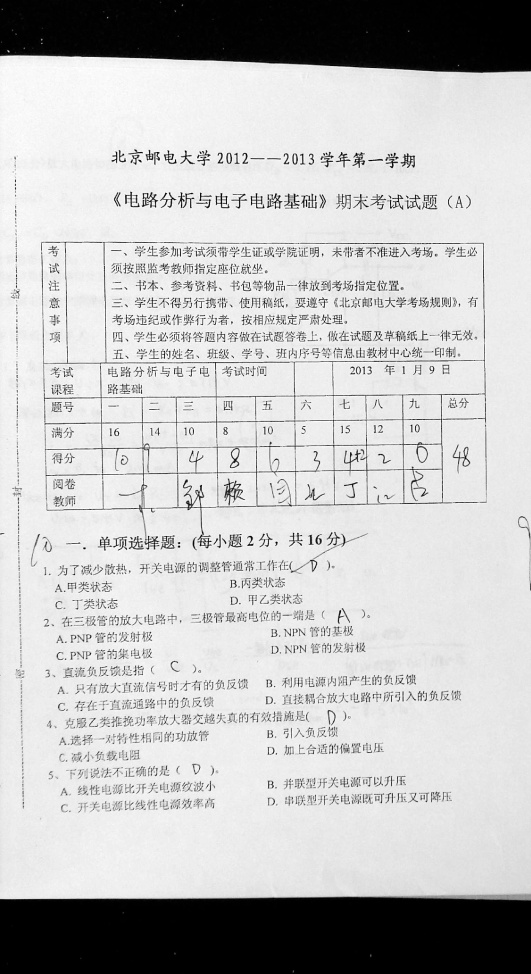 北京邮电大学 2012——2013 学年第一学期
《电路分析与电子电路基础》期末考试试题（A）
考试注意事项
一、学生参加考试须带学生证或学院证明，未带者不准进入考场。学生必
须按照监考教师指定座位就坐。
二、书本、参考资料、书包等物品一律放到考场指定位置。
三、学生不得另行携带、使用稿纸，要遵守《北京邮电大学考场规则》，有
考场违纪或作弊行为者，按相应规定严肃处理。
四、学生必须将答题内容做在试题答卷上，做在试题及草稿纸上一律无效。
五、学生的姓名、班级、学号、班内序号等信息由教材中心统一印制。
考试课程 电路分析与电子电路基础 考试时间 2013 年 1 月 9 日
题号 一 二 三 四 五 六 七 八 九 总分
满分 16 14 10 8 10 5 15 12 10
得分 10 9 4 8 6 3 4+2 2 0 48
阅卷教师
10 一．单项选择题：(每小题 2 分，共 16 分)
1. 为了减少散热，开关电源的调整管通常工作在( D )。
A.甲类状态 B.丙类状态
C. 丁类状态 D. 甲乙类状态
2、在三极管的放大电路中，三极管最高电位的一端是（ A ）。
A. PNP 管的发射极 B. NPN 管的基极
C. PNP 管的集电极 D. NPN 管的发射极
3、直流负反馈是指（ C ）。
A. 只有放大直流信号时才有的负反馈 B. 利用电源内阻产生的负反馈
C. 存在于直流通路中的负反馈 D. 直接耦合放大电路中所引入的负反馈
4、克服乙类推挽功率放大器交越失真的有效措施是( D )。
A.选择一对特性相同的功放管 B. 引入负反馈
C. 减小负载电阻 D. 加上合适的偏置电压
5、下列说法不正确的是（ D ）。
A. 线性电源比开关电源纹波小 B. 并联型开关电源可以升压
C. 开关电源比线性电源效率高 D. 串联型开关电源既可升压又可降压